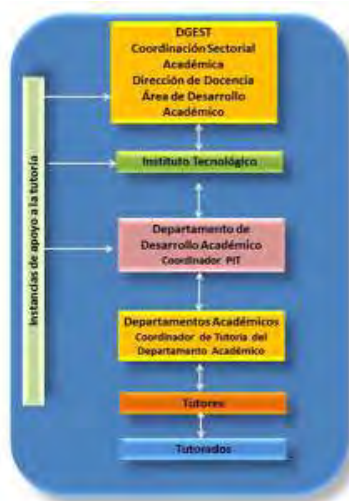 DGEST
Coordinación Sectorial
Académica
Dirección de Docencia
Área de Desarrollo
Académico
Instancias de apoyo a la tutoría
Instituto Tecnológico
Departamento de
Desarrollo Académico
Coordinador PIT
Departamentos Académicos
Coordinador de Tutoría del
Departamento Académico
Tutores
Tutorados